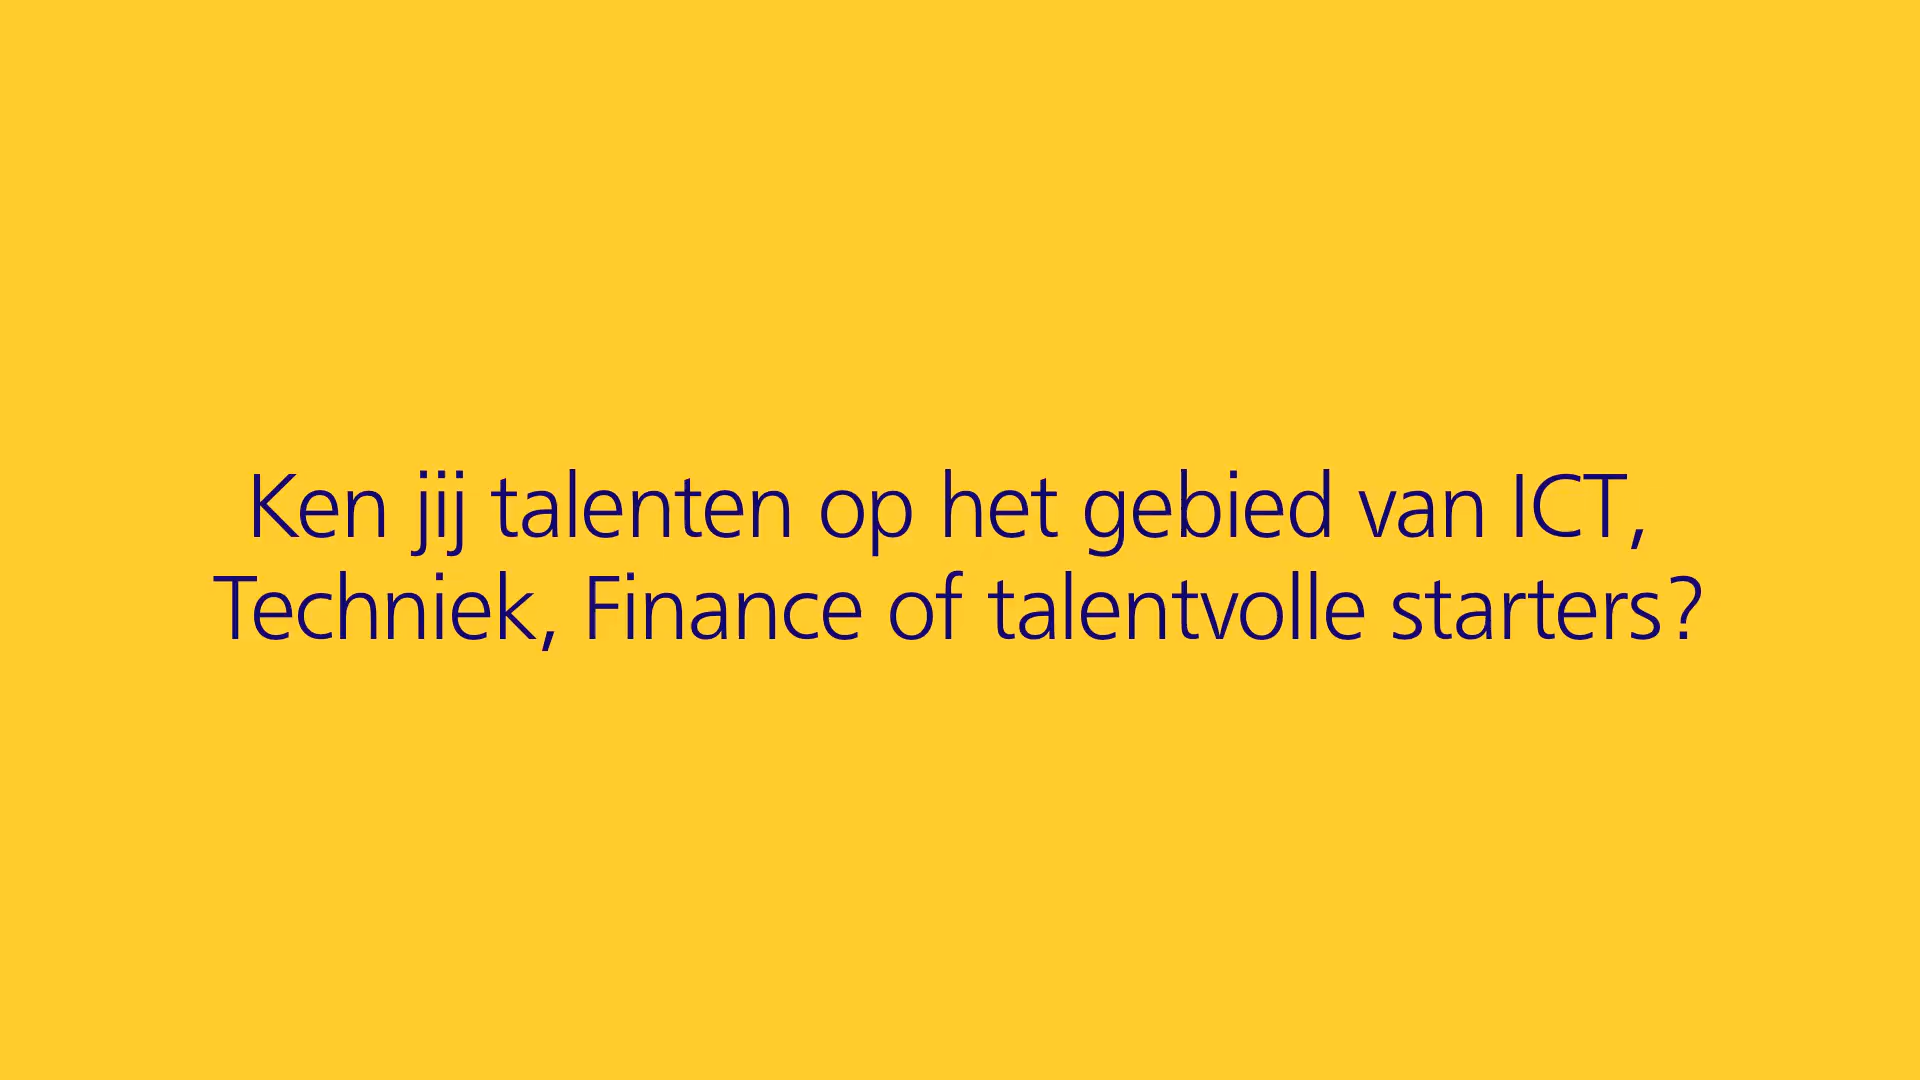 Ken jij talenten op het gebied van ICT,
Techniek, Finance of talentvolle starters?